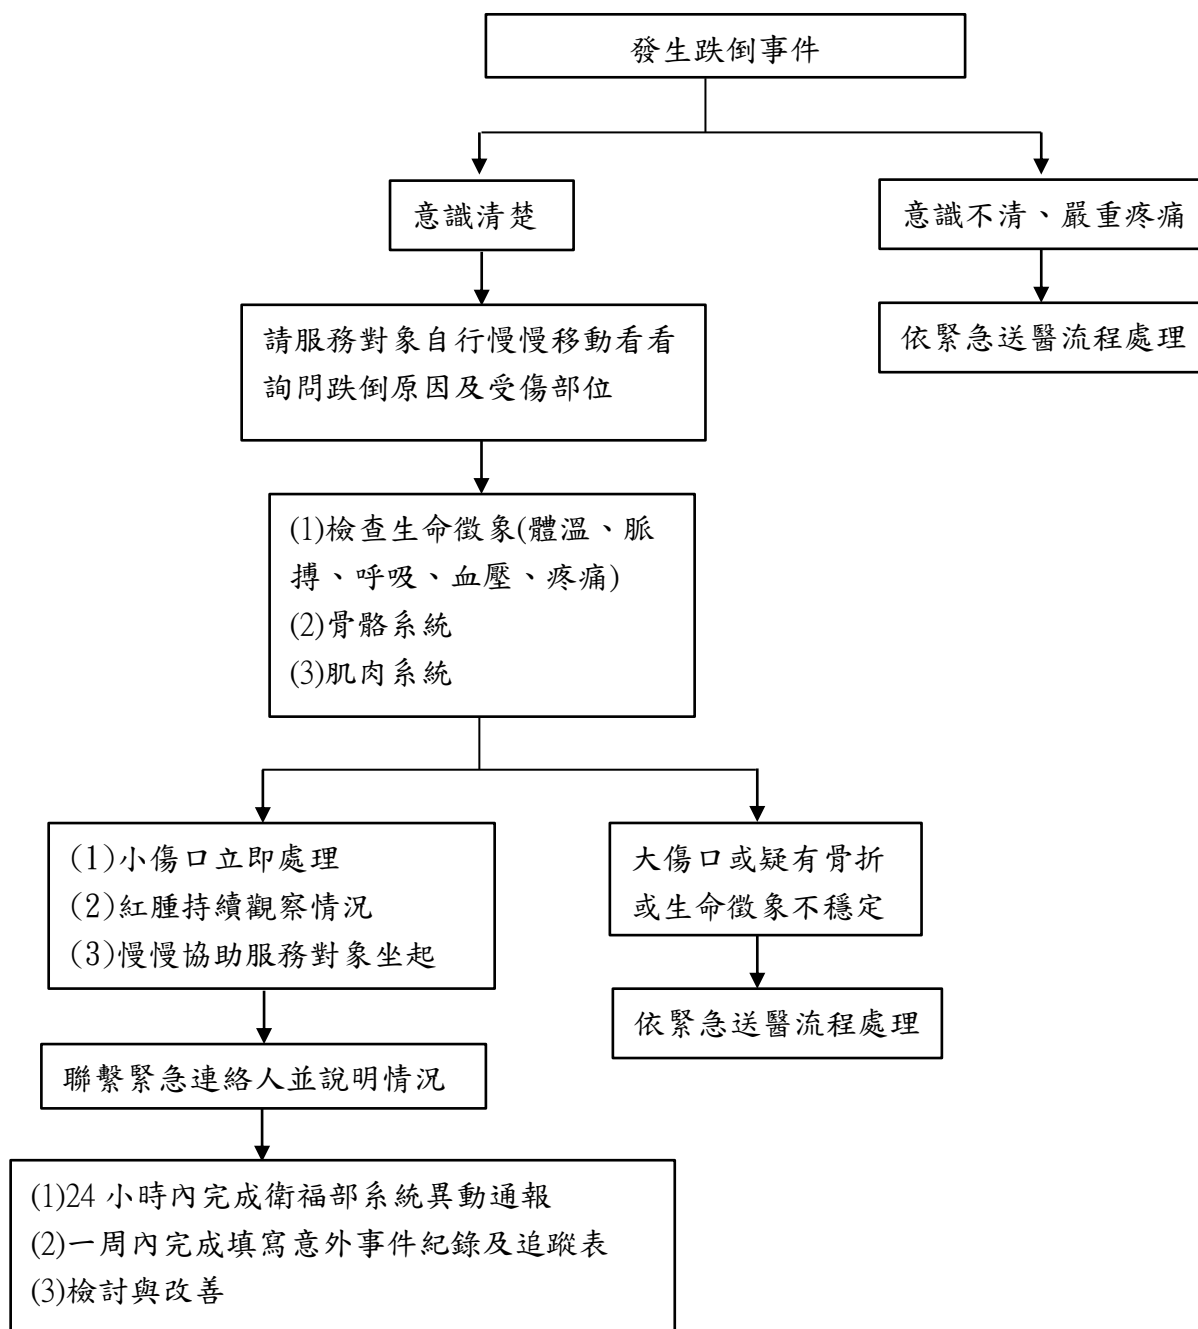 發生跌倒事件
意識清楚
意識不清、嚴重疼痛
請服務對象自行慢慢移動看看
詢問跌倒原因及受傷部位
依緊急送醫流程處理
(1)檢查生命徵象(體溫、脈
搏、呼吸、血壓、疼痛)
(2)骨骼系統
(3)肌肉系統
(1)小傷口立即處理
(2)紅腫持續觀察情況
(3)慢慢協助服務對象坐起
大傷口或疑有骨折
或生命徵象不穩定
依緊急送醫流程處理
聯繫緊急連絡人並說明情況
(1)24 小時內完成衛福部系統異動通報
(2)一周內完成填寫意外事件紀錄及追蹤表
(3)檢討與改善